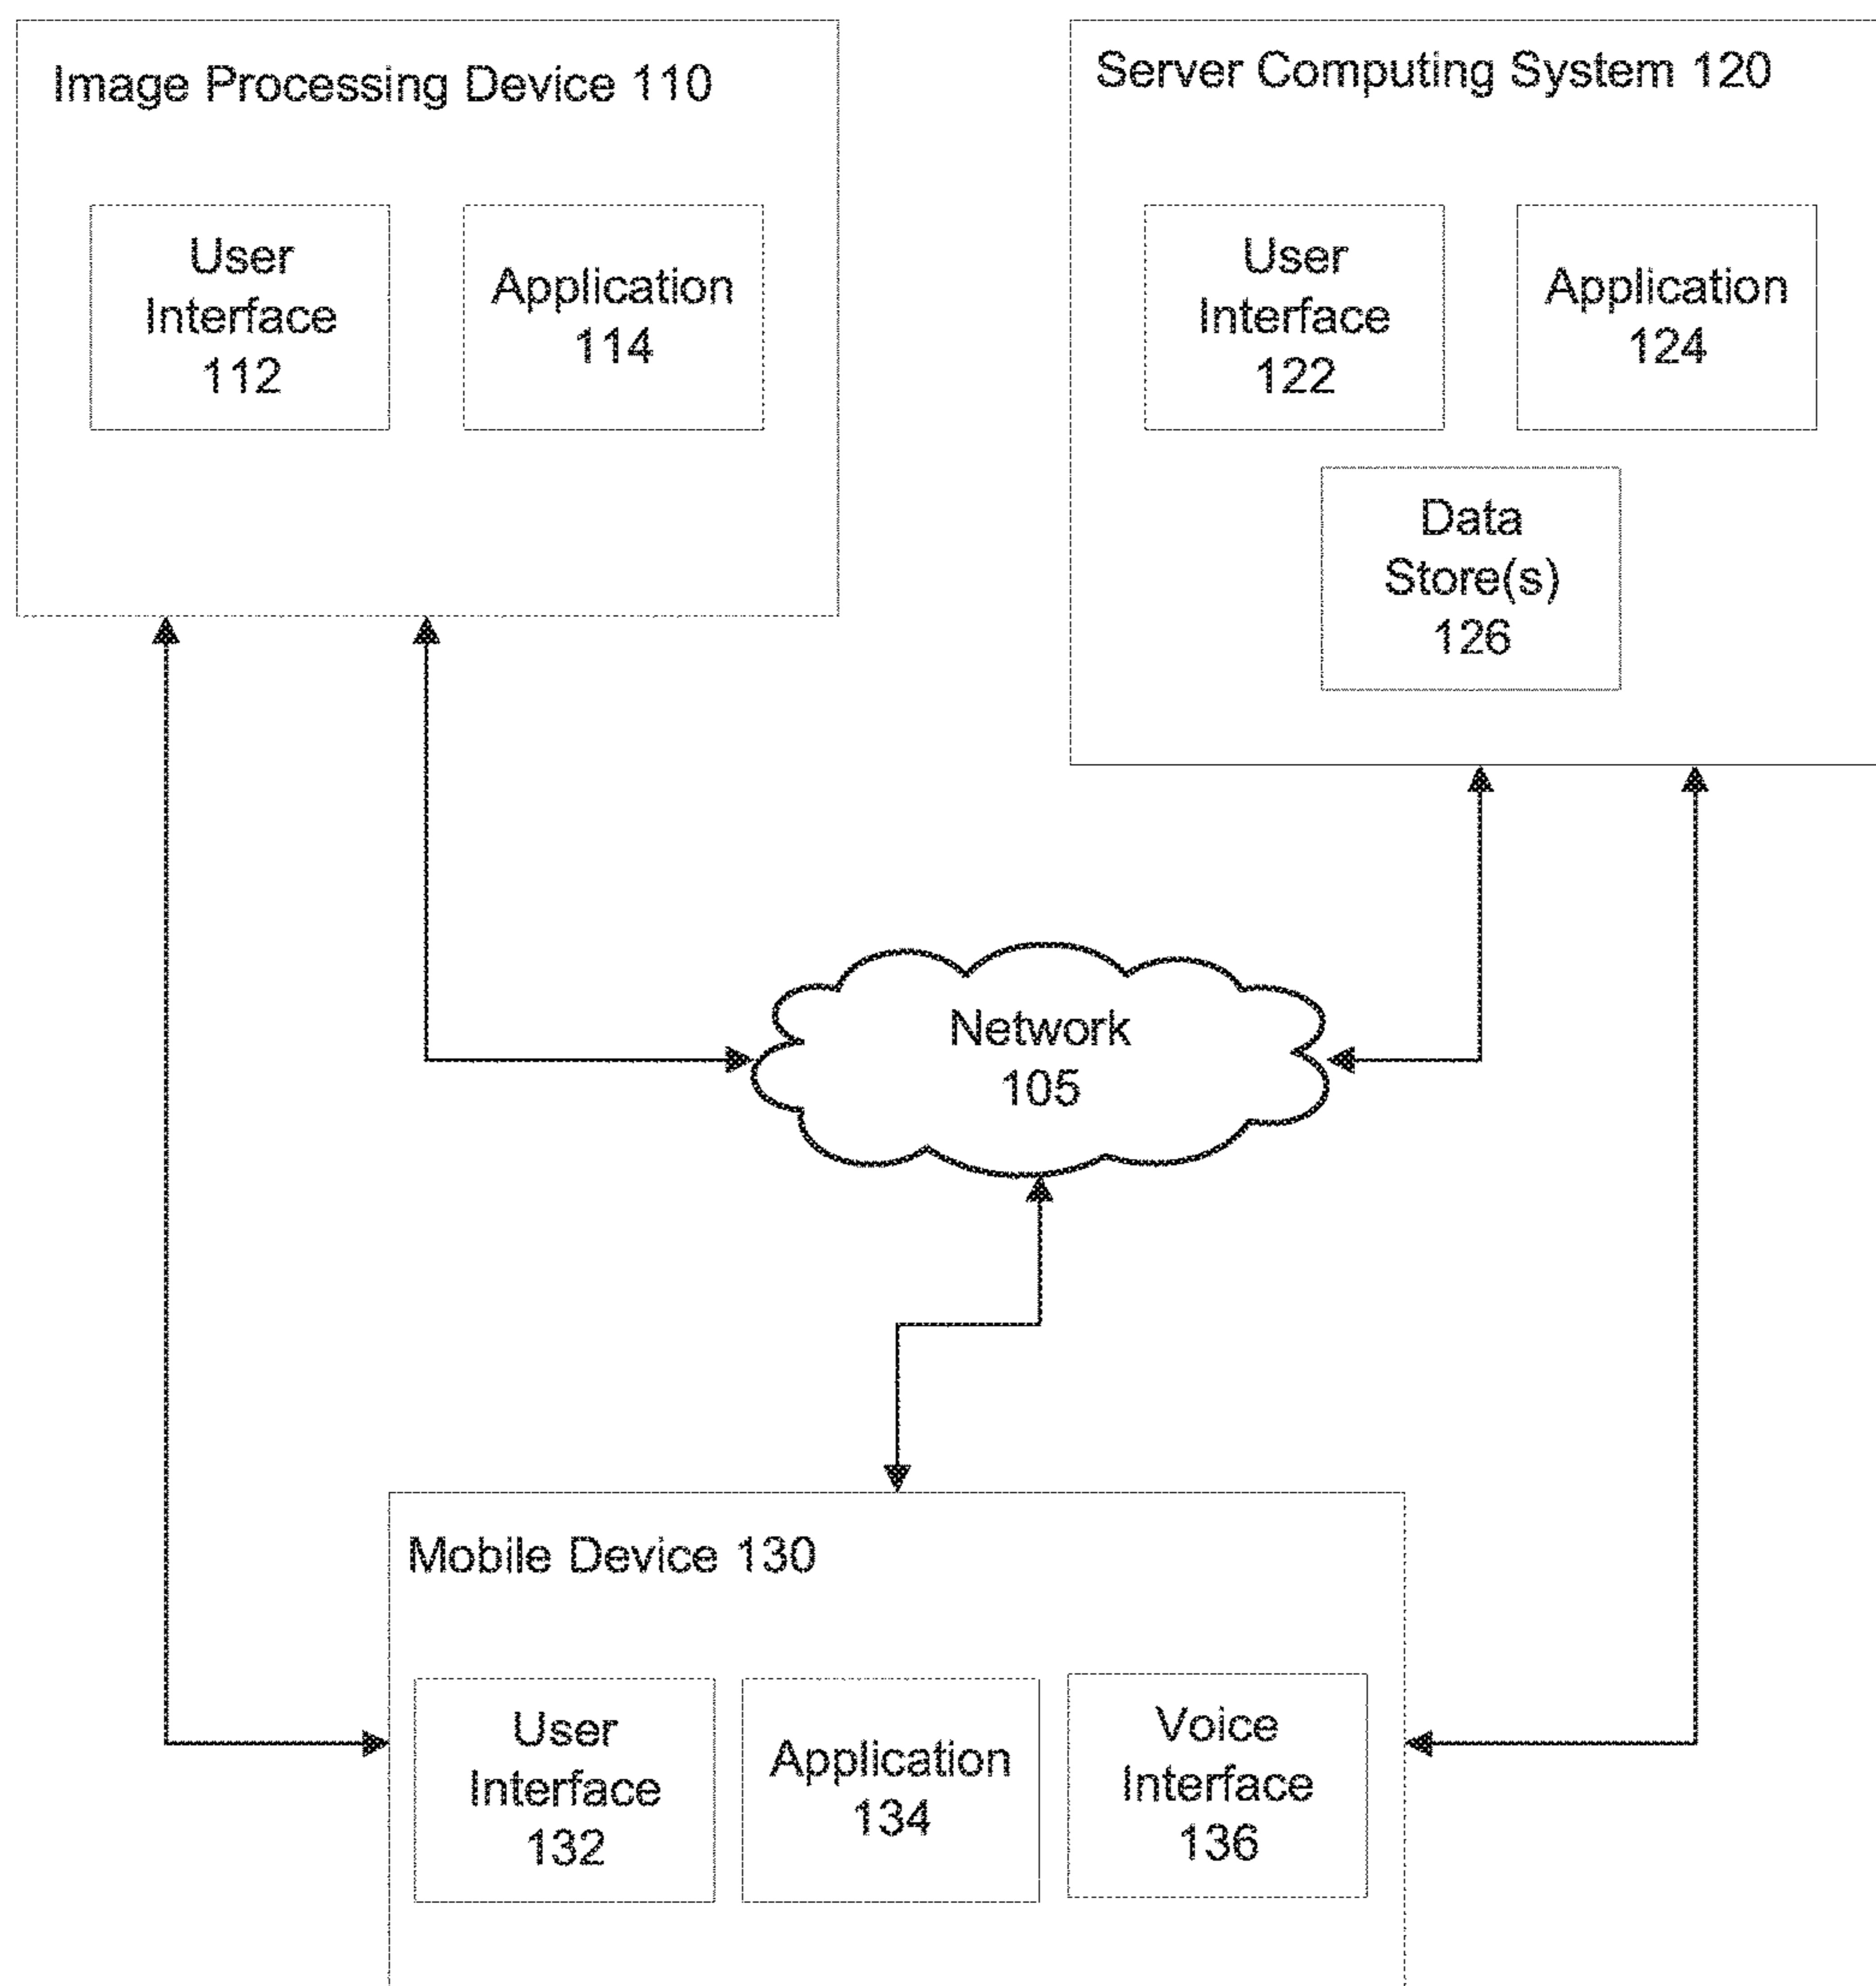 Image Processing Device 110
User
Interface
112
Application
114
Server Computing System 120
User
Interface
122
Application
124
Data
Store(s)
126
Network
105
Mobile Device 130
User
Interface
132
Application
134
Voice
Interface
136